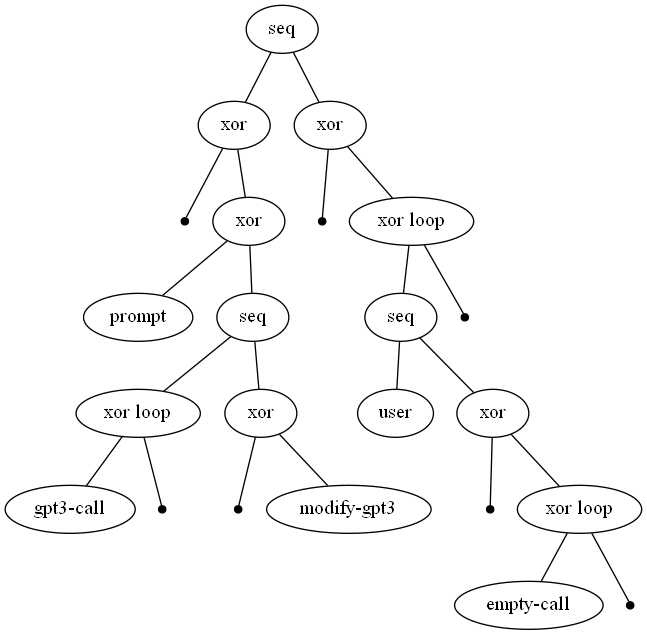 seq
xor xor
xor xor loop
prompt seq seq
xor loop xor user xor
gpt3-call modify-gpt3 xor loop
empty-call